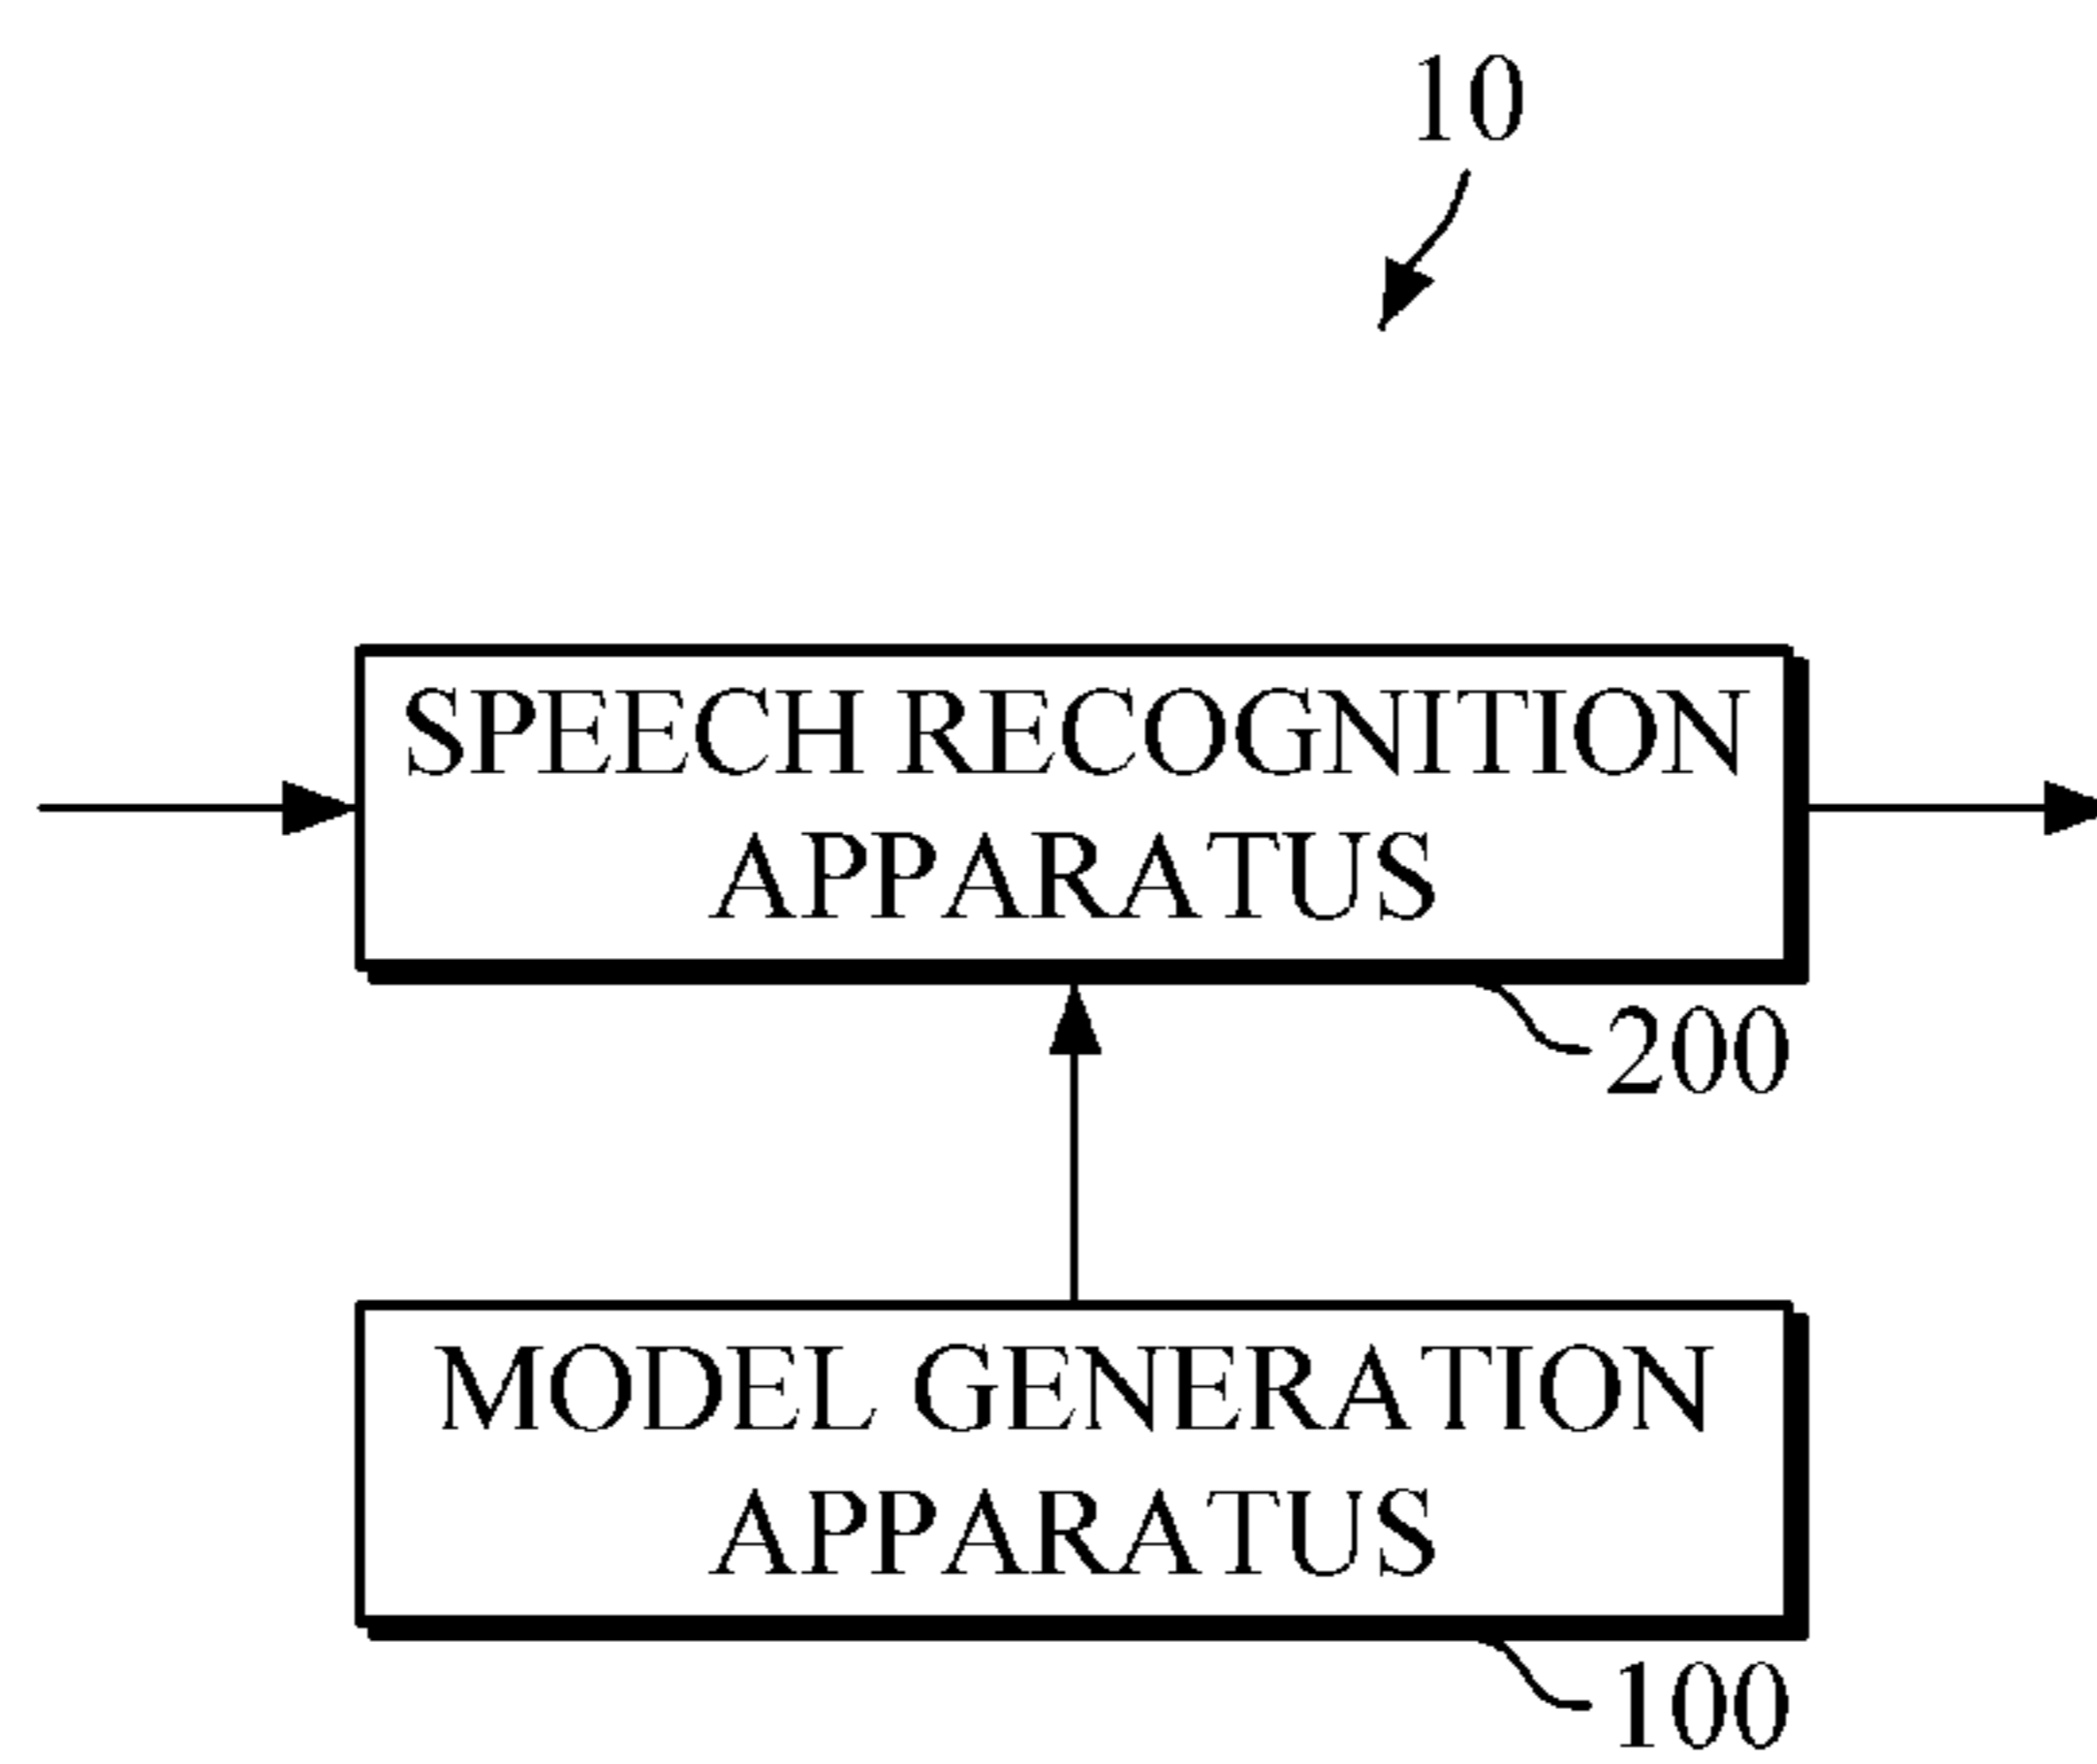 10
SPEECH RECOGNITION
APPARATUS
200
MODEL GENERATION
APPARATUS
100